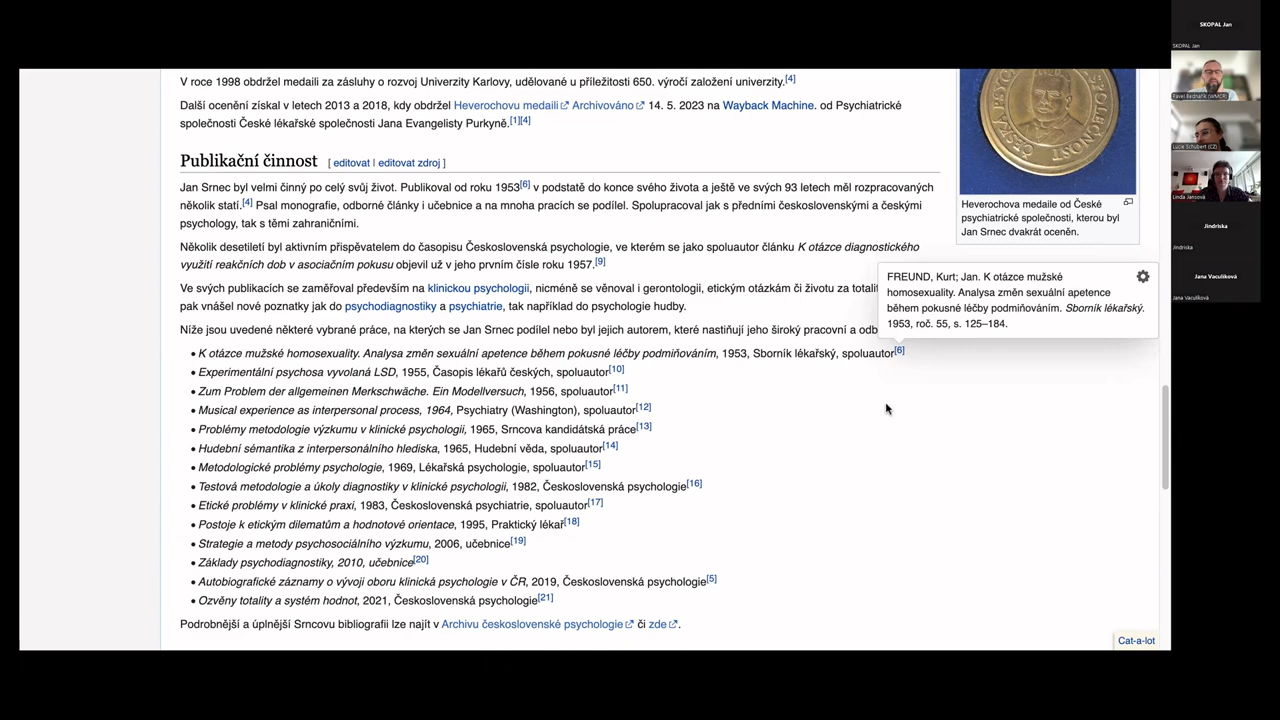 SKOPAL Jan
SKOPAL Jan
V roce 1998 obdržel medaili za zásluhy o rozvoj Univerzity Karlovy, udělované u příležitosti 650. výročí založení univerzity.[4]
Další ocenění získal v letech 2013 a 2018, kdy obdržel Heverochovu medaili Archivováno 14. 5. 2023 na Wayback Machine. od Psychiatrické
společnosti České lékařské společnosti Jana Evangelisty Purkyně.[1][4]
Pavel Bednařík (WMCR)
ČESKÁ PSYCH
SPOLEČNOST
Lucie Schubert (CZ)
Publikační činnost [ editovat | editovat zdroj ]
Jan Srnec byl velmi činný po celý svůj život. Publikoval od roku 1953[6] v podstatě do konce svého života a ještě ve svých 93 letech měl rozpracovaných
několik statí.[4] Psal monografie, odborné články i učebnice a na mnoha pracích se podílel. Spolupracoval jak s předními československými a českými
psychology, tak s těmi zahraničními.
Heverochova medaile od České
psychiatrické společnosti, kterou byl
Jan Srnec dvakrát oceněn.
Linda Jansová
Jindriska
Jindriska
Několik desetiletí byl aktivním přispěvatelem do časopisu Československá psychologie, ve kterém se jako spoluautor článku K otázce diagnostického
využití reakčních dob v asociačním pokusu objevil už v jeho prvním čísle roku 1957.[9]
FREUND, Kurt; Jan. K otázce mužské
homosexuality. Analysa změn sexuální apetence
během pokusné léčby podmiňováním. Sborník lékařský.
1953, roč. 55, s. 125–184.
Jana Vaculíková
Jana Vaculíková
Ve svých publikacích se zaměřoval především na klinickou psychologii, nicméně se věnoval i gerontologii, etickým otázkám či životu za totalit
pak vnášel nové poznatky jak do psychodiagnostiky a psychiatrie, tak například do psychologie hudby.
Níže jsou uvedené některé vybrané práce, na kterých se Jan Srnec podílel nebo byl jejich autorem, které nastiňují jeho široký pracovní a odb
• K otázce mužské homosexuality. Analysa změn sexuální apetence během pokusné léčby podmiňováním, 1953, Sborník lékařský, spoluautor[6]
• Experimentální psychosa vyvolaná LSD, 1955, Časopis lékařů českých, spoluautor[10]
• Zum Problem der allgemeinen Merkschwäche. Ein Modellversuch, 1956, spoluautor[11]
• Musical experience as interpersonal process, 1964, Psychiatry (Washington), spoluautor[12]
• Problémy metodologie výzkumu v klinické psychologii, 1965, Srncova kandidátská práce[13]
• Hudební sémantika z interpersonálního hlediska, 1965, Hudební věda, spoluautor[14]
• Metodologické problémy psychologie, 1969, Lékařská psychologie, spoluautor[15]
• Testová metodologie a úkoly diagnostiky v klinické psychologii, 1982, Československá psychologie[16]
• Etické problémy v klinické praxi, 1983, Československá psychiatrie, spoluautor[17]
• Postoje k etickým dilematům a hodnotové orientace, 1995, Praktický lékař[18]
• Strategie a metody psychosociálního výzkumu, 2006, učebnice[19]
• Základy psychodiagnostiky, 2010, učebnice[20]
• Autobiografické záznamy o vývoji oboru klinická psychologie v ČR, 2019, Československá psychologie[5]
• Ozvěny totality a systém hodnot, 2021, Československá psychologie[21]
Podrobnější a úplnější Srncovu bibliografii lze najít v Archivu československé psychologie či zde.
Cat-a-lot